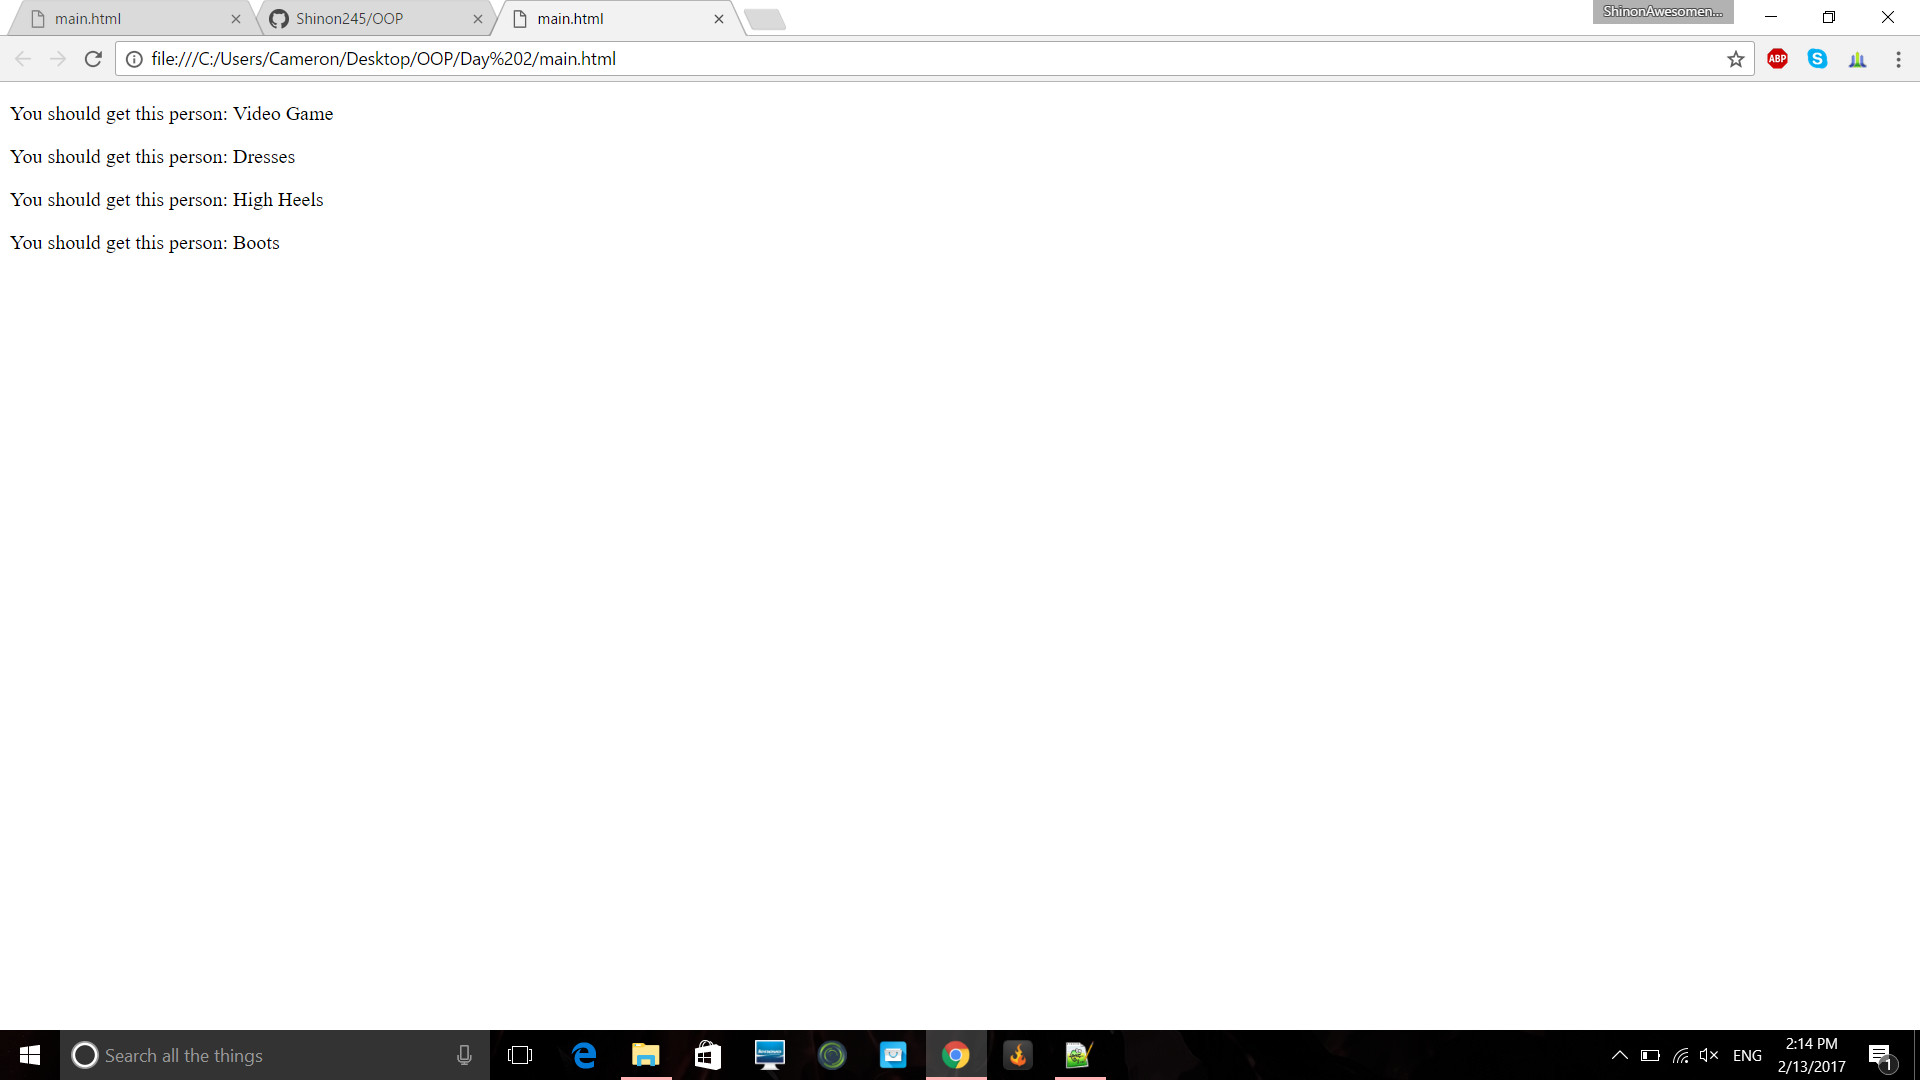 main.html
Shinon245/OOP
main.html
ShinonAwesomen...
file:///C:/Users/Cameron/Desktop/OOP/Day%202/main.html
ABP
S
You should get this person: Video Game
You should get this person: Dresses
You should get this person: High Heels
You should get this person: Boots
Search all the things
ENG
2:14 PM
2/13/2017
1